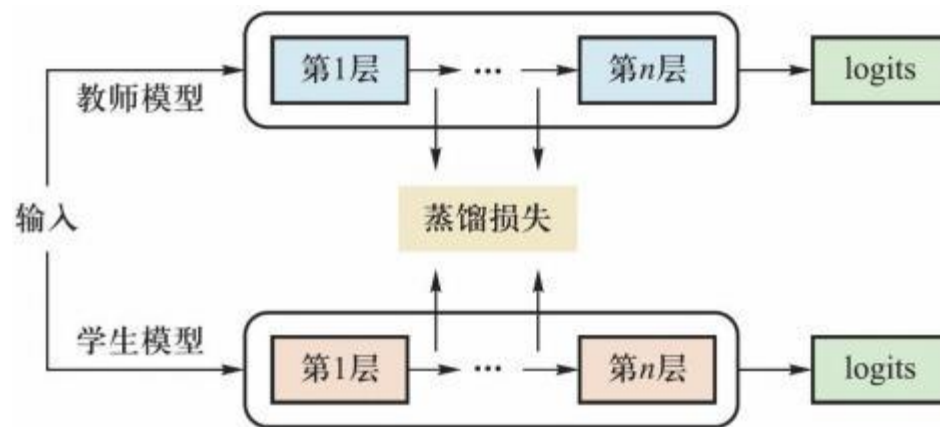 第1层 ... 第n层 logits
教师模型
输入
蒸馏损失
学生模型
第1层 ... 第n层 logits